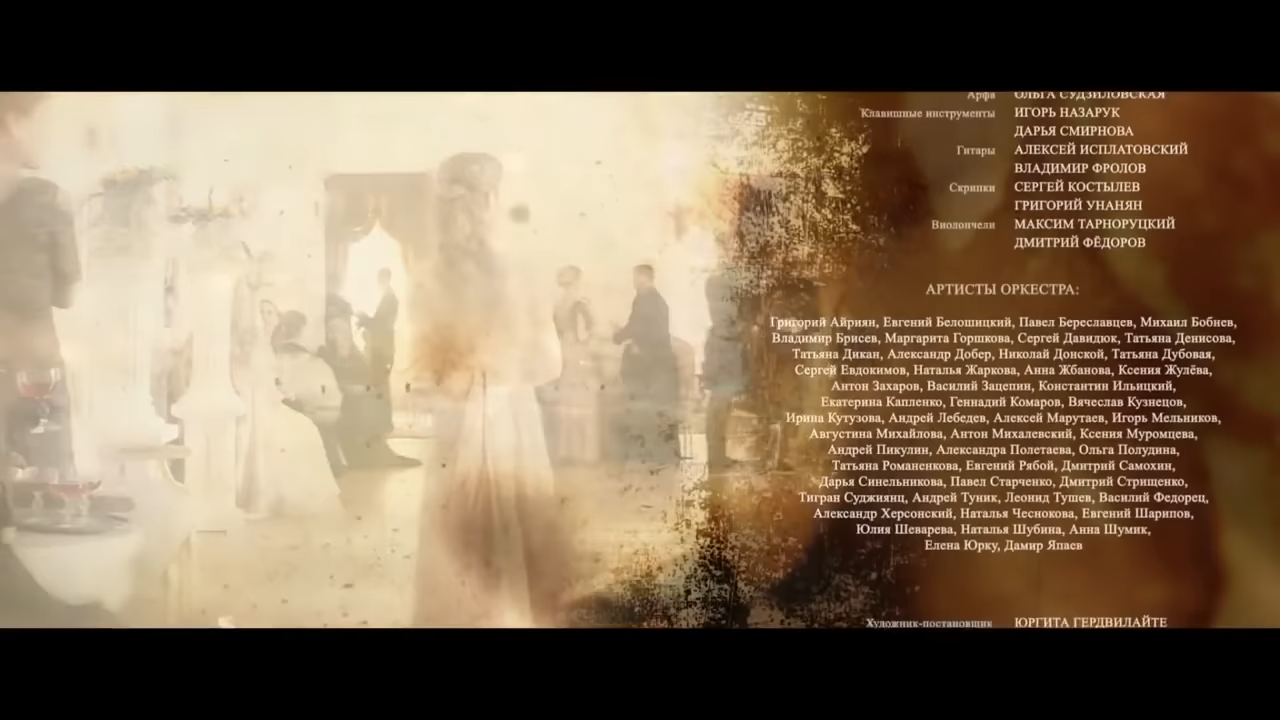 Арфа ОЛЬГА СУДЗИЛОВСКАЯ
Клавишные инструменты ИГОРЬ НАЗАРУК
ДАРЬЯ СМИРНОВА
Гитары АЛЕКСЕЙ ИСПЛАТОВСКИЙ
ВЛАДИМИР ФРОЛОВ
Скрипки СЕРГЕЙ КОСТЫЛЕВ
ГРИГОРИЙ УНАНЯН
Виолончели МАКСИМ ТАРНОРУЦКИЙ
ДМИТРИЙ ФЁДОРОВ
АРТИСТЫ ОРКЕСТРА:
Григорий Айриян, Евгений Белошицкий, Павел Береславцев, Михаил Бобнев,
Владимир Брисев, Маргарита Горшкова, Сергей Давидюк, Татьяна Денисова,
Татьяна Дикан, Александр Добер, Николай Донской, Татьяна Дубовая,
Сергей Евдокимов, Наталья Жаркова, Анна Жбанова, Ксения Жулёва,
Антон Захаров, Василий Зацепин, Константин Ильицкий,
Екатерина Капленко, Геннадий Комаров, Вячеслав Кузнецов,
Ирина Кутузова, Андрей Лебедев, Алексей Марутаев, Игорь Мельников,
Августина Михайлова, Антон Михалевский, Ксения Муромцева,
Андрей Пикулин, Александра Полетаева, Ольга Полудина,
Татьяна Романенкова, Евгений Рябой, Дмитрий Самохин,
Дарья Синельникова, Павел Старченко, Дмитрий Стрищенко,
Тигран Суджиянц, Андрей Туник, Леонид Тушев, Василий Федорец,
Александр Херсонский, Наталья Чеснокова, Евгений Шарипов,
Юлия Шеварева, Наталья Шубина, Анна Шумик,
Елена Юрку, Дамир Япаев
Художник-постановщик ЮРГИТА ГЕРДВИЛАЙТЕ